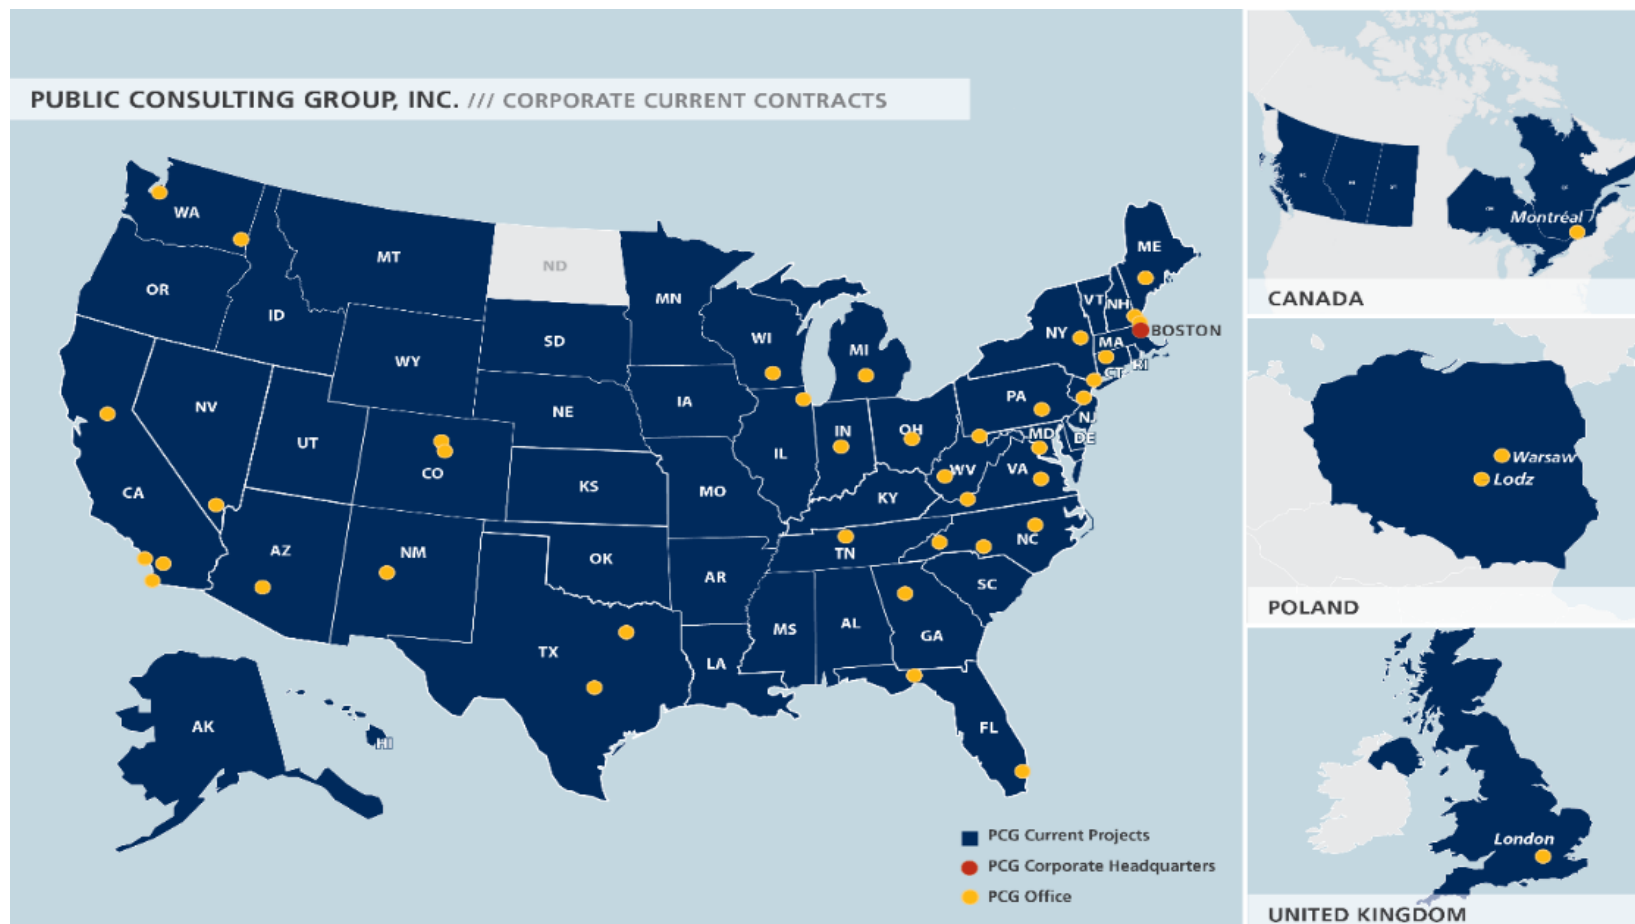 PUBLIC CONSULTING GROUP, INC. /// CORPORATE CURRENT CONTRACTS
WA
MT
ND
OR
ID
MN
ME
WY
SD
WI
MI
VT
NH
NY
MA
BOSTON
CT
RI
NV
UT
NE
IA
PA
NJ
CA
CO
KS
MO
IL
IN
OH
MD
DE
WV
VA
KY
AZ
NM
OK
AR
TN
NC
SC
TX
LA
MS
AL
GA
FL
AK
HI
PCG Current Projects
PCG Corporate Headquarters
PCG Office
Montréal
CANADA
Warsaw
Lodz
POLAND
London
UNITED KINGDOM